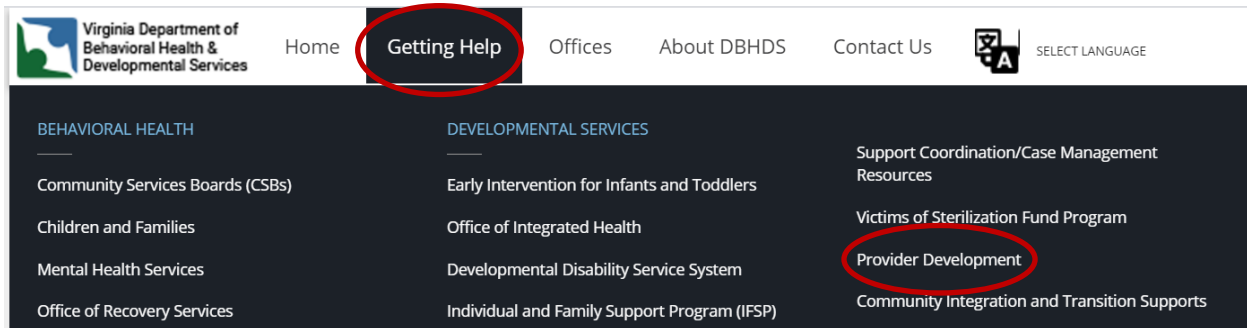 Virginia Department of
Behavioral Health &
Developmental Services
Home
Getting Help
Offices
About DBHDS
Contact Us
文A
SELECT LANGUAGE
BEHAVIORAL HEALTH
Community Services Boards (CSBs)
Children and Families
Mental Health Services
Office of Recovery Services
DEVELOPMENTAL SERVICES
Early Intervention for Infants and Toddlers
Office of Integrated Health
Developmental Disability Service System
Individual and Family Support Program (IFSP)
Support Coordination/Case Management
Resources
Victims of Sterilization Fund Program
Provider Development
Community Integration and Transition Supports